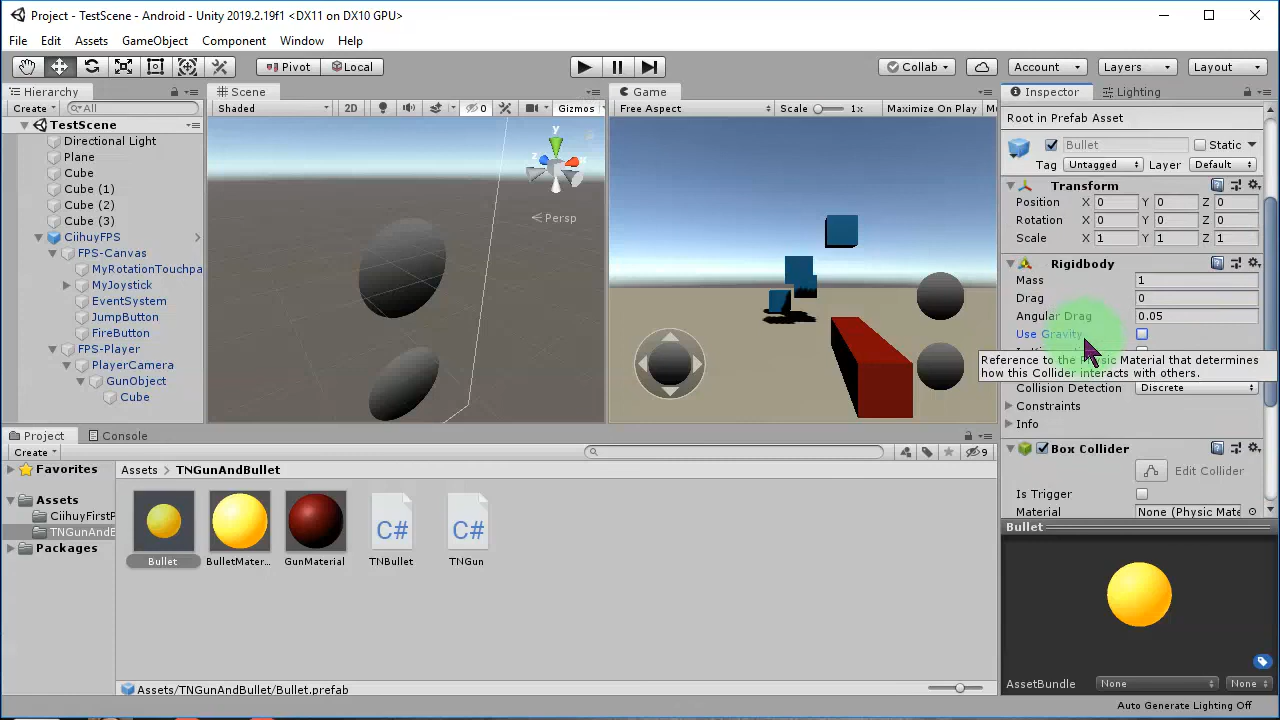 Project - TestScene - Android - Unity 2019.2.19f1 <DX11 on DX10 GPU>
File Edit Assets GameObject Component Window Help
Pivot Local Collab Account Layers Layout
Hierarchy Scene Game Inspector Lighting
Create All Shaded 2D 0 Gizmos Free Aspect Scale 1x Maximize On Play M
Root in Prefab Asset
TestScene
Directional Light
Plane
Cube
Cube (1)
Cube (2)
Cube (3)
CiihuyFPS
FPS-Canvas
MyRotationTouchpa
MyJoystick
EventSystem
JumpButton
FireButton
FPS-Player
PlayerCamera
GunObject
Cube
y
Persp
Bullet Static
Tag Untagged Layer Default
Transform
Position X 0 Y 0 Z 0
Rotation X 0 Y 0 Z 0
Scale X 1 Y 1 Z 1
Rigidbody
Mass 1
Drag 0
Angular Drag 0.05
Use Gravity
Reference to the Physic Material that determines
how this Collider interacts with others.
Collision Detection Discrete
Constraints
Info
Box Collider
Edit Collider
Is Trigger
Material None (Physic Mate
Project Console
Create 9
Favorites
Assets
CiihuyFirstP
TNGunAndB
Packages
Assets > TNGunAndBullet
C# C#
Bullet BulletMater... GunMaterial TNBullet TNGun
Assets/TNGunAndBullet/Bullet.prefab
Bullet
AssetBundle None None
Auto Generate Lighting Off